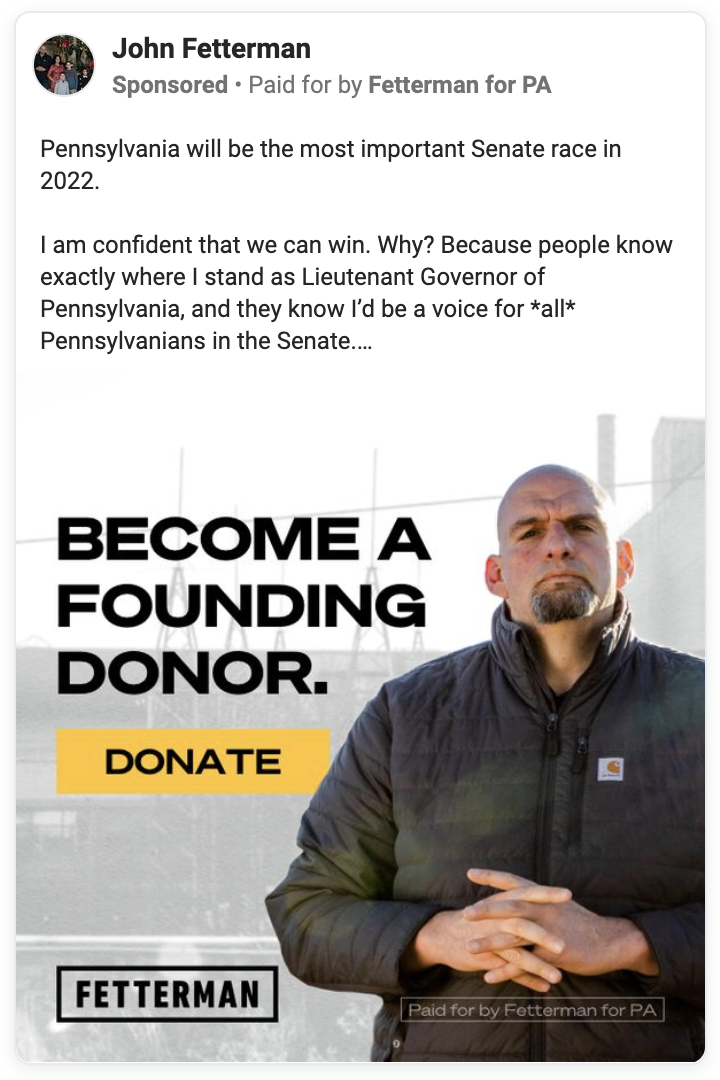 John Fetterman
Sponsored • Paid for by Fetterman for PA
Pennsylvania will be the most important Senate race in
2022.
I am confident that we can win. Why? Because people know
exactly where I stand as Lieutenant Governor of
Pennsylvania, and they know I’d be a voice for *all*
Pennsylvanians in the Senate.…
BECOME A
FOUNDING
DONOR.
DONATE
FETTERMAN
Paid for by Fetterman for PA